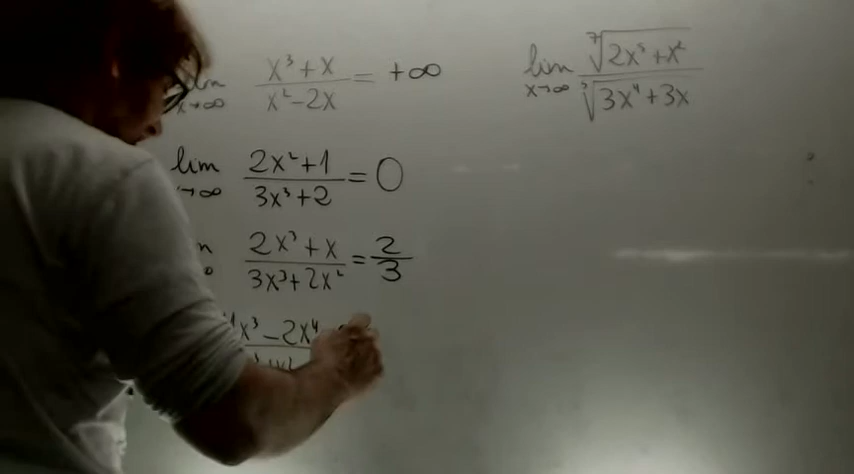 x→∞ x³+x / x²-2x = +∞
lim x→∞ 2x²+1 / 3x³+2 = 0
2x³+x / 3x³+2x² = 2/3
x³-2x⁴
lim x→∞ ⁷√2x⁵+x² / ³√3x⁴+3x